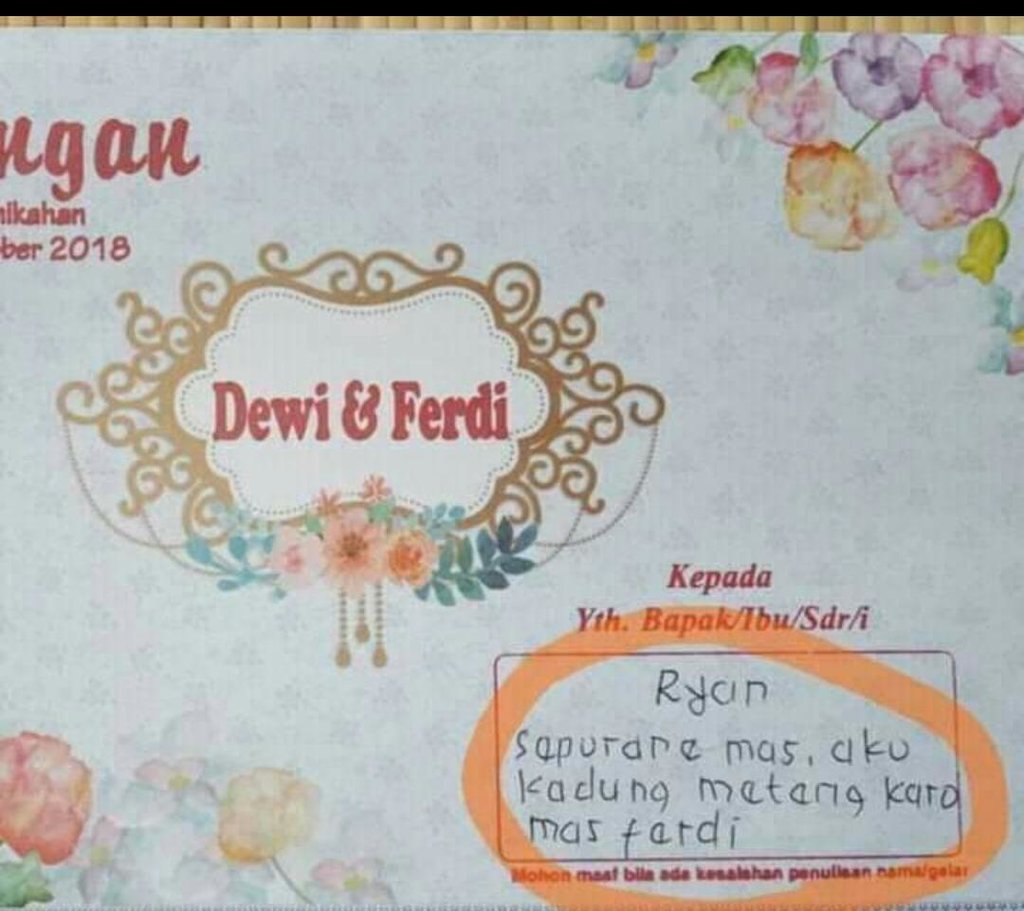 ngan
nikahan
ber 2018
Dewi & Ferdi
Kepada
Yth. Bapak/Ibu/Sdr/i
Ryan
sepurane mas, aku
kadung meteng karo
mas ferdi
Mohon maaf bila ada kesalahan penulisan nama/gelar